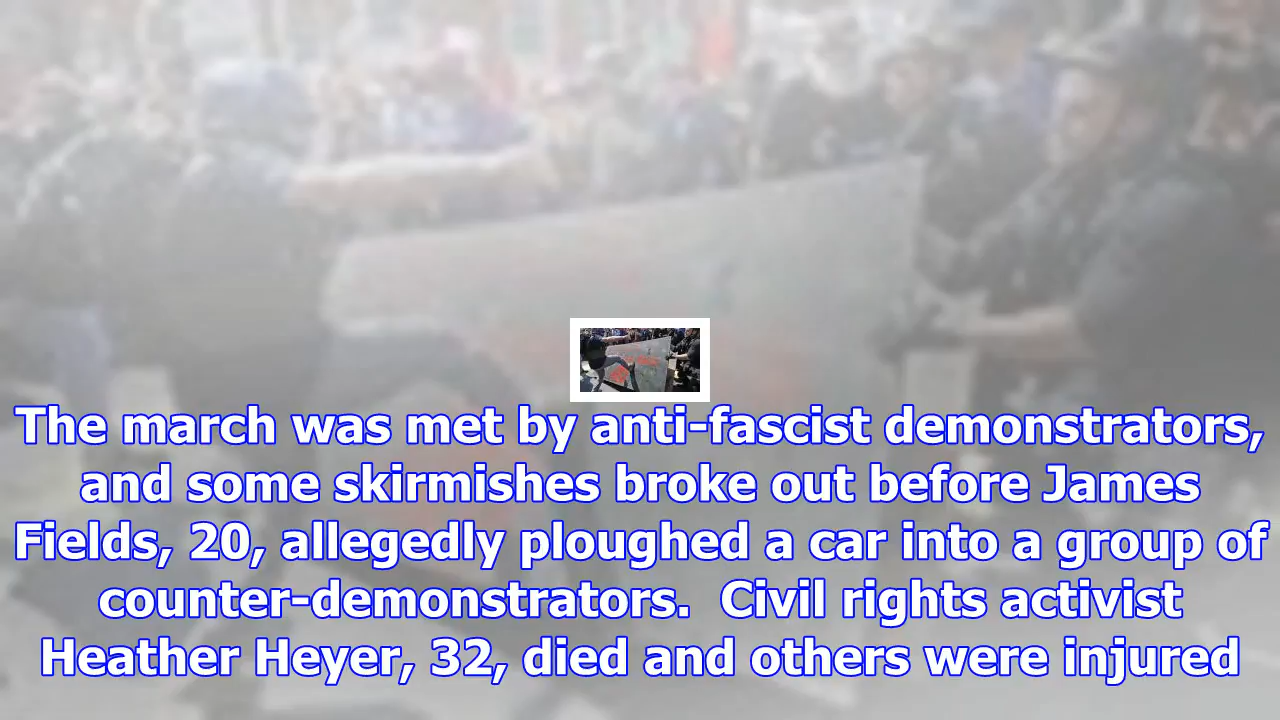 The march was met by anti-fascist demonstrators,
and some skirmishes broke out before James
Fields, 20, allegedly ploughed a car into a group of
counter-demonstrators.  Civil rights activist
Heather Heyer, 32, died and others were injured